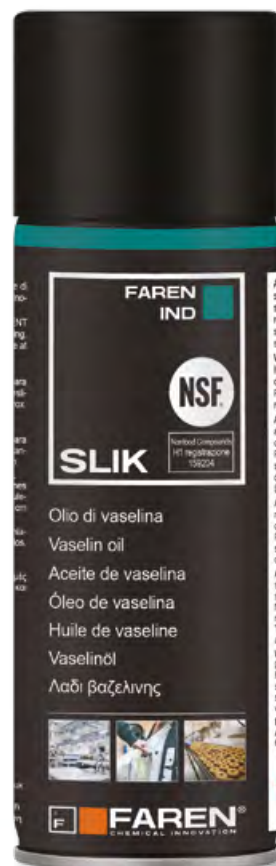 FAREN
IND
NSF
Nonfood Compounds
H1 registrazione
159204
SLIK
Olio di vaselina
Vaselin oil
Aceite de vaselina
Óleo de vaselina
Huile de vaseline
Vaselinöl
Λαδι βαζελινης
F
FAREN®
CHEMICAL INNOVATION